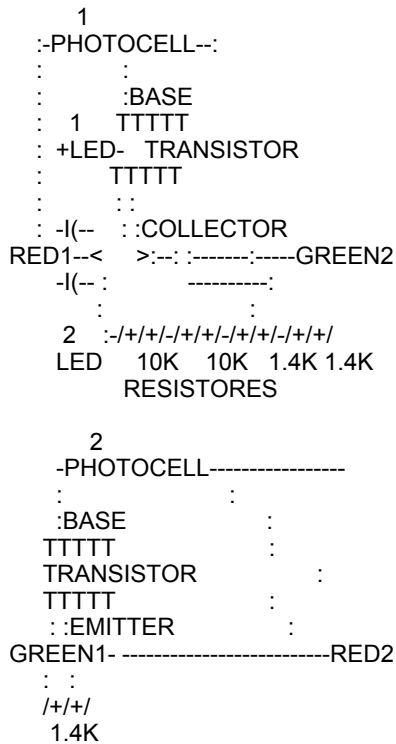 1
:-PHOTOCELL--:
: :
: :BASE
: 1 TTTTT
: +LED- TRANSISTOR
: TTTTT
: : :
: -I(-- : :COLLECTOR
RED1--< >:--: :-------:-----GREEN2
-I(-- : ----------:
: :
2 :-/+/+/-/+/+/-/+/+/-/+/+/
LED 10K 10K 1.4K 1.4K
RESISTORES
2
-PHOTOCELL-----------------
: :
:BASE :
TTTTT :
TRANSISTOR :
TTTTT :
: :EMITTER :
GREEN1- --------------------------RED2
: :
/+/+/
1.4K